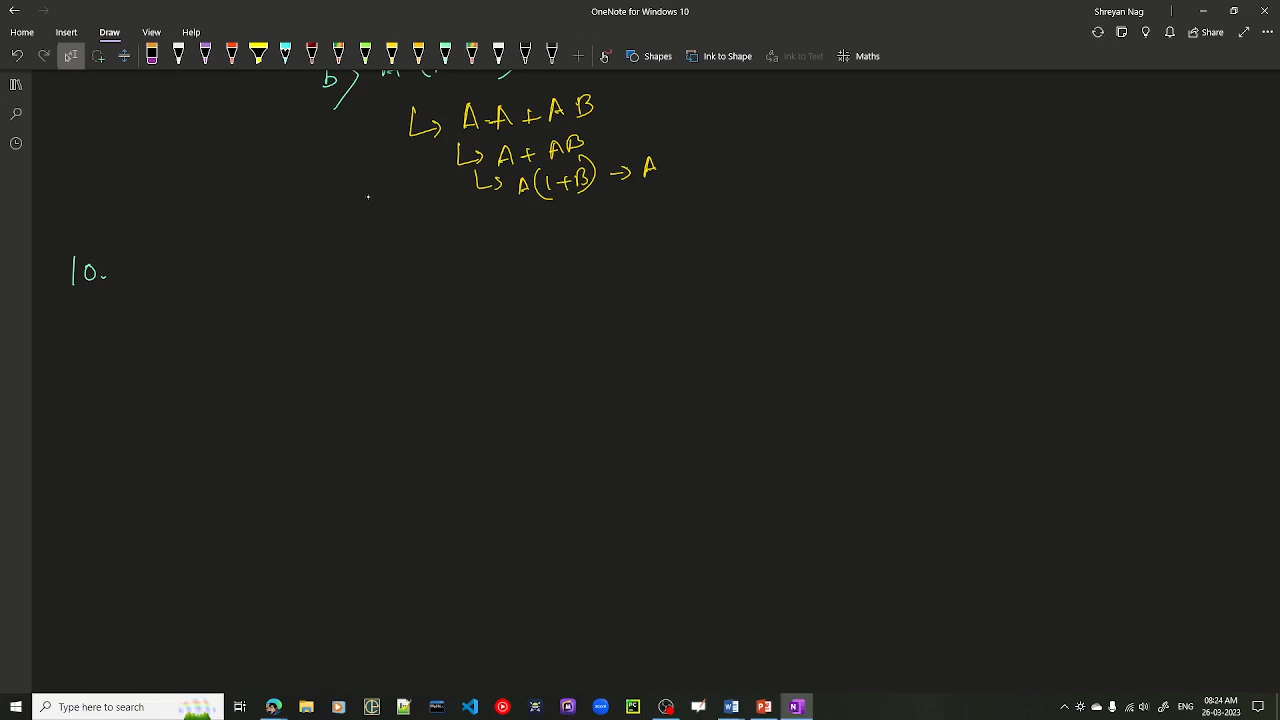 OneNote for Windows 10
Shreyan Nag
Home Insert Draw View Help
Share
Shapes Ink to Shape Ink to Text Maths
b)
↳ A·A + AB
↳ A + AB
↳ A(1+B) → A
10.
Type here to search
ENG
08:24 AM
26-03-2023